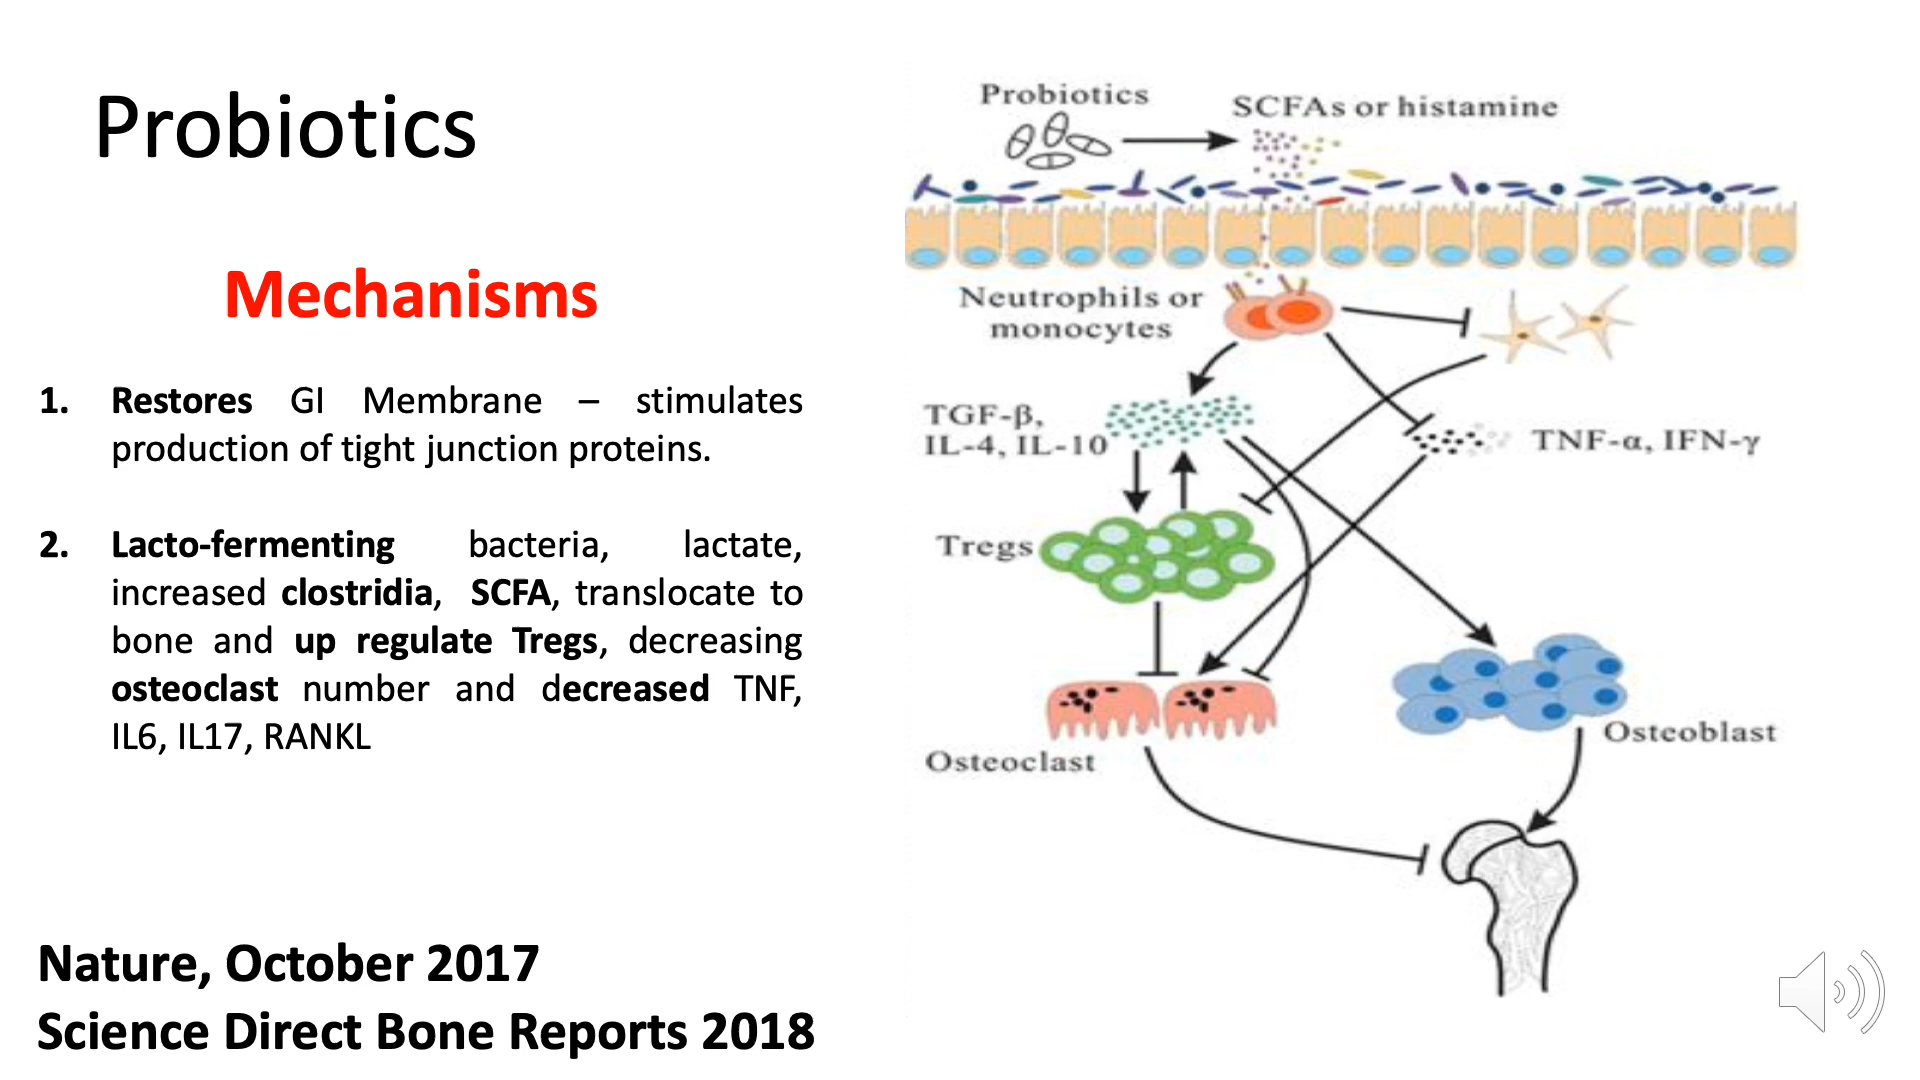 Probiotics
Mechanisms
1. Restores GI Membrane – stimulates
production of tight junction proteins.
2. Lacto-fermenting bacteria, lactate,
increased clostridia, SCFA, translocate to
bone and up regulate Tregs, decreasing
osteoclast number and decreased TNF,
IL6, IL17, RANKL
Nature, October 2017
Science Direct Bone Reports 2018
Probiotics
SCFAs or histamine
Neutrophils or
monocytes
TGF-β,
IL-4, IL-10
TNF-α, IFN-γ
Tregs
Osteoclast
Osteoblast